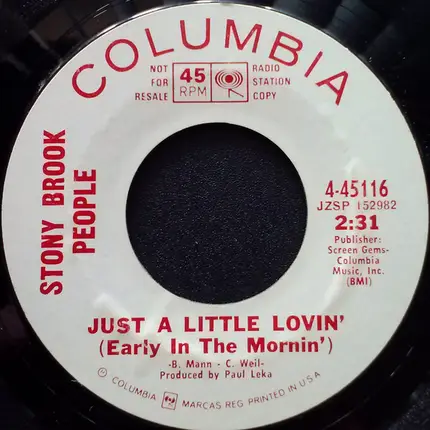 COLUMBIA
NOT
FOR
RESALE
45
RPM
RADIO
STATION
COPY
STONY BROOK
PEOPLE
4-45116
JZSP 152982
2:31
Publisher:
Screen Gems-
Columbia
Music, Inc.
(BMI)
JUST A LITTLE LOVIN'
(Early In The Mornin')
-B. Mann - C. Weil-
Produced by Paul Leka
COLUMBIA MARCAS REG. PRINTED IN U.S.A